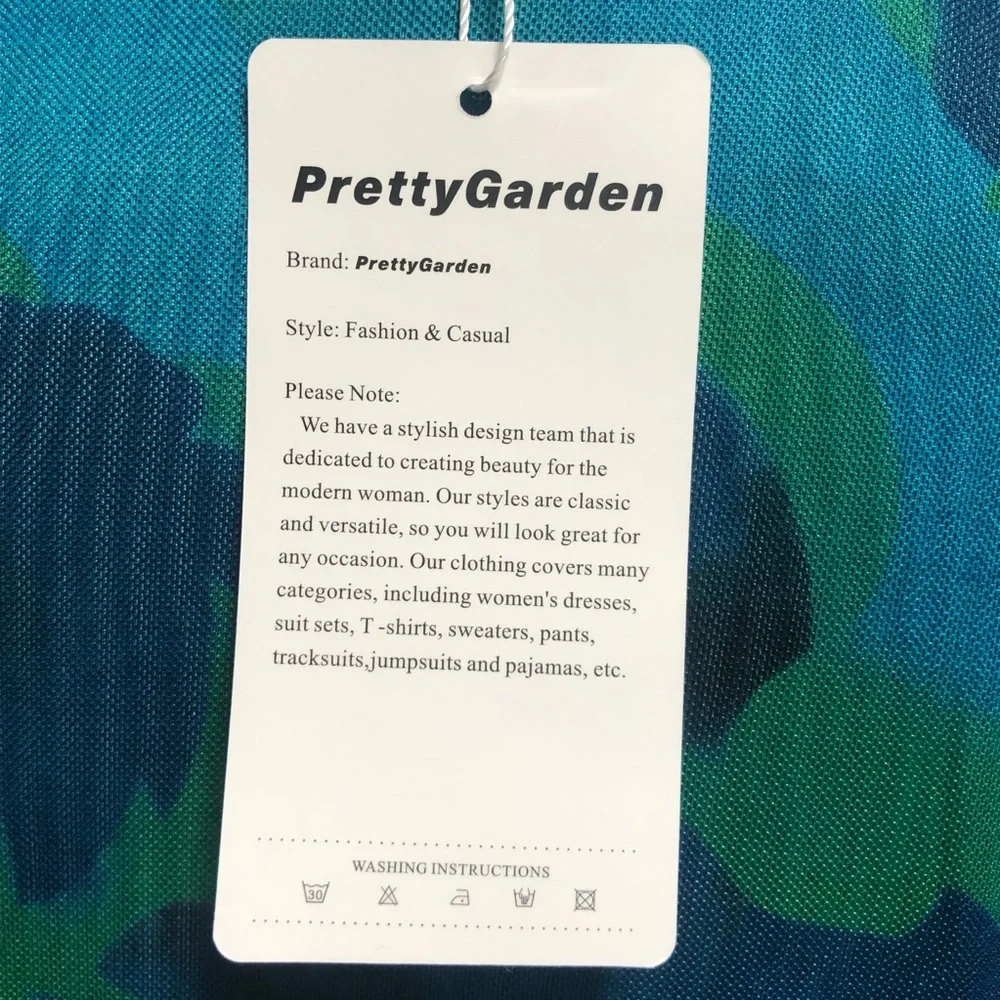 PrettyGarden
Brand: PrettyGarden
Style: Fashion & Casual
Please Note:
We have a stylish design team that is
dedicated to creating beauty for the
modern woman. Our styles are classic
and versatile, so you will look great for
any occasion. Our clothing covers many
categories, including women's dresses,
suit sets, T -shirts, sweaters, pants,
tracksuits,jumpsuits and pajamas, etc.
WASHING INSTRUCTIONS
30